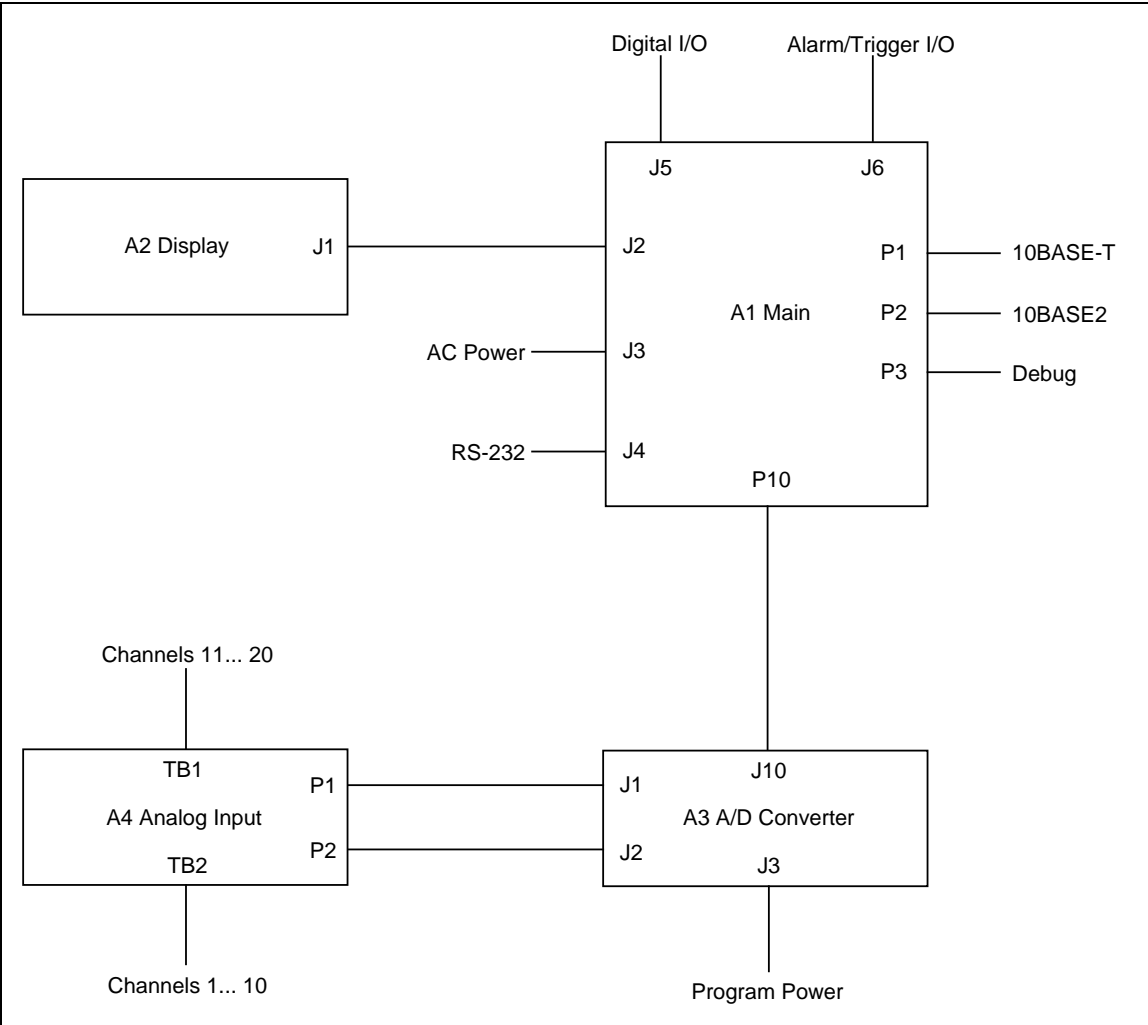 Digital I/O
Alarm/Trigger I/O
J5
J6
A2 Display
J1
J2
P1
10BASE-T
A1 Main
P2
10BASE2
AC Power
J3
P3
Debug
RS-232
J4
P10
Channels 11... 20
TB1
J10
P1
J1
A4 Analog Input
A3 A/D Converter
P2
J2
TB2
J3
Channels 1... 10
Program Power